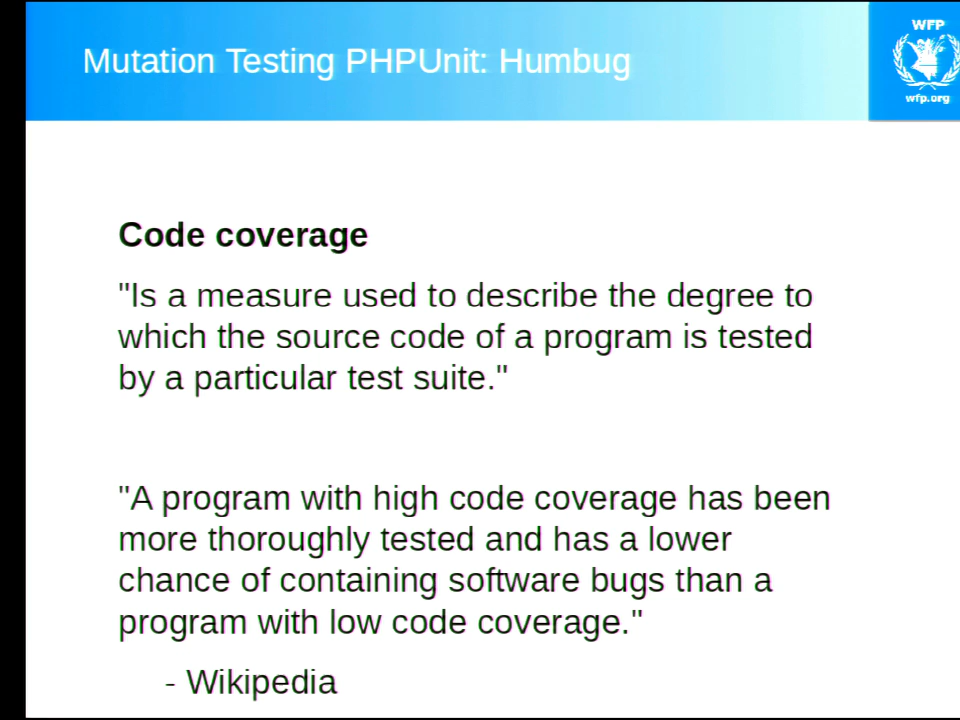 Mutation Testing PHPUnit: Humbug
WFP
wfp.org
Code coverage
"Is a measure used to describe the degree to
which the source code of a program is tested
by a particular test suite."
"A program with high code coverage has been
more thoroughly tested and has a lower
chance of containing software bugs than a
program with low code coverage."
- Wikipedia